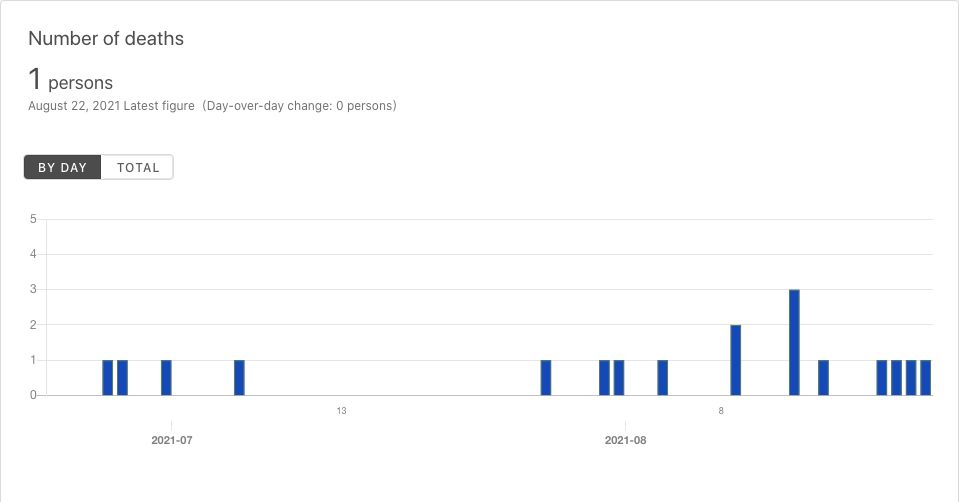 Number of deaths
1 persons
August 22, 2021 Latest figure (Day-over-day change: 0 persons)
BY DAY TOTAL
5
4
3
2
1
0
13 8
2021-07 2021-08